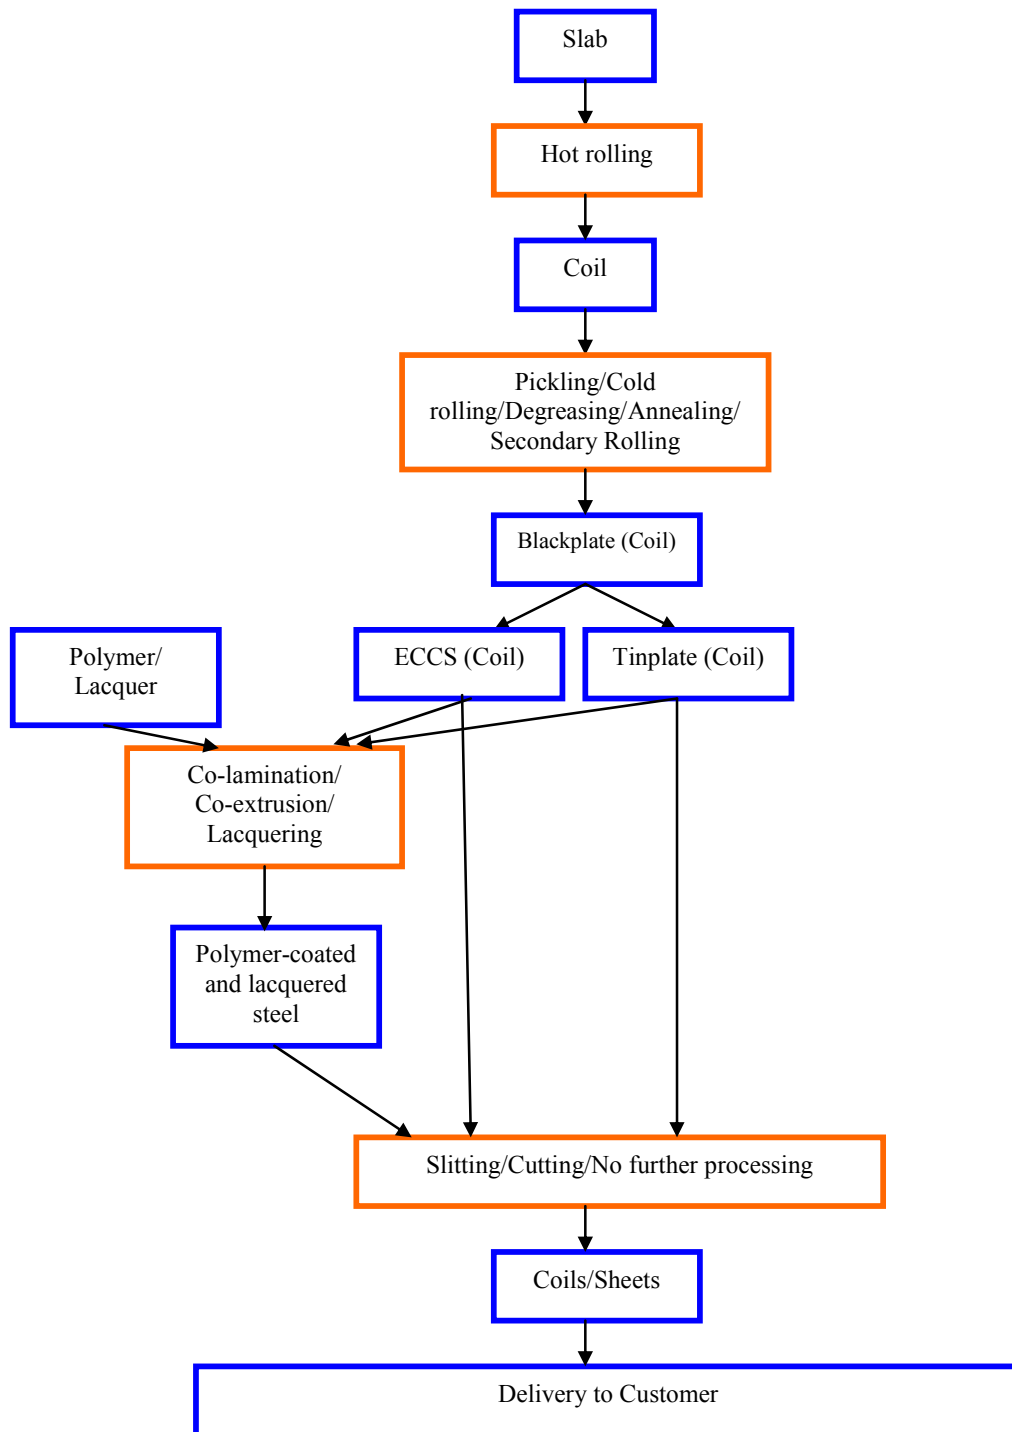 Slab
Hot rolling
Coil
Pickling/Cold
rolling/Degreasing/Annealing/
Secondary Rolling
Blackplate (Coil)
Polymer/
Lacquer
ECCS (Coil)
Tinplate (Coil)
Co-lamination/
Co-extrusion/
Lacquering
Polymer-coated
and lacquered
steel
Slitting/Cutting/No further processing
Coils/Sheets
Delivery to Customer